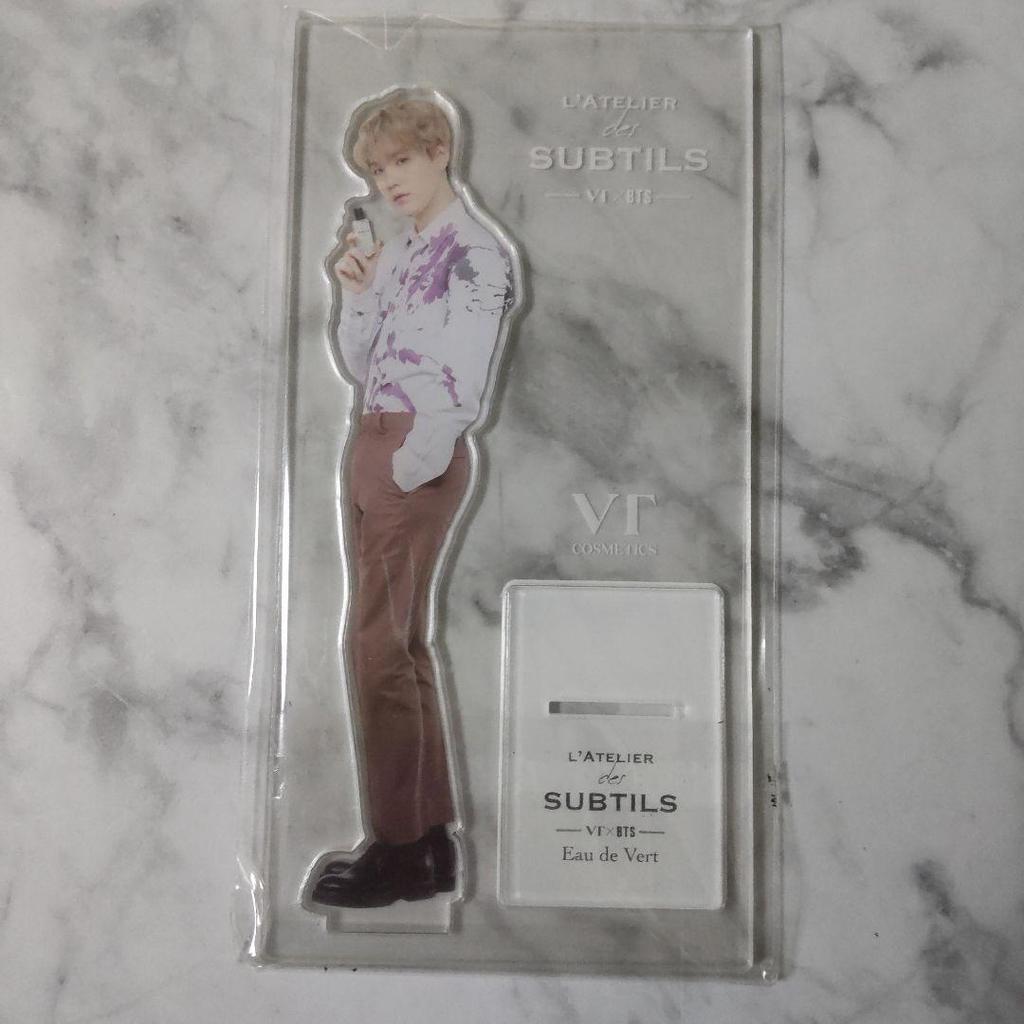 L'ATELIER
des
SUBTILS
VT×BTS
VT
COSMETICS
L'ATELIER
des
SUBTILS
VT×BTS
Eau de Vert